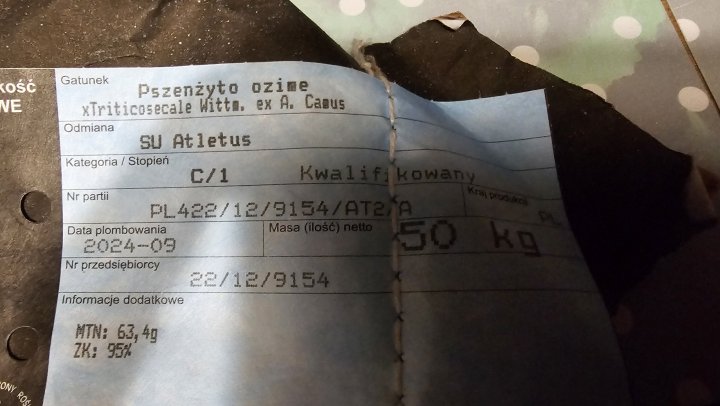 Gatunek
Pszenżyto ozime
xTriticosecale Wittm. ex A. Camus
Odmiana
SU Atletus
Kategoria / Stopień
C/1 Kwalifikowany
Nr partii
Kraj produkcji
PL422/12/9154/AT2/A
PL
Data plombowania
Masa (ilość) netto
2024-09
50 kg
Nr przedsiębiorcy
22/12/9154
Informacje dodatkowe
MTN: 63,4g
ZK: 95%